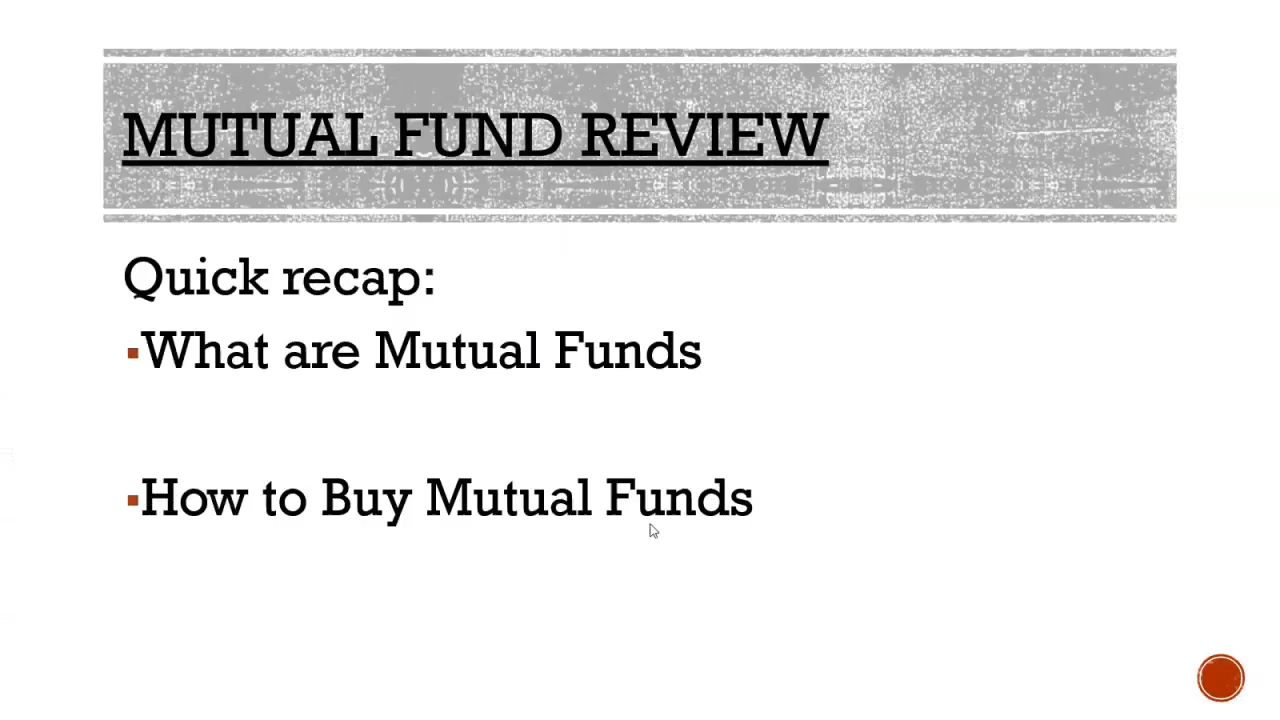 MUTUAL FUND REVIEW
Quick recap:
▪What are Mutual Funds
▪How to Buy Mutual Funds